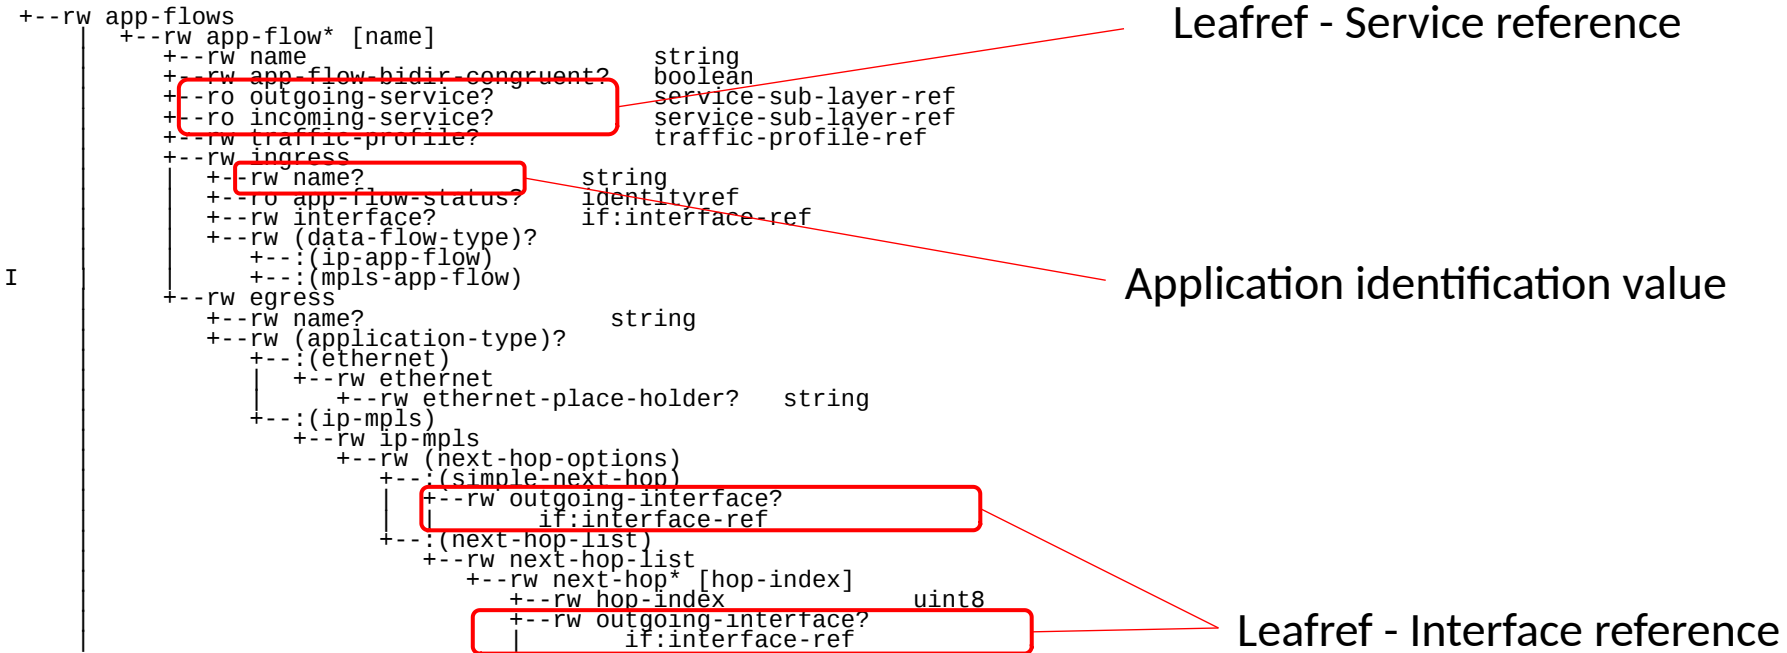 +--rw app-flows
Leafref - Service reference
|  +--rw app-flow* [name]
|     +--rw name                        string
|     +--rw app-flow-bidir-congruent?   boolean
|     +--ro outgoing-service?           service-sub-layer-ref
|     +--ro incoming-service?           service-sub-layer-ref
|     +--rw traffic-profile?            traffic-profile-ref
|     +--rw ingress
|     |  +--rw name?               string
|     |  +--ro app-flow-status?    identityref
|     |  +--rw interface?          if:interface-ref
|     |  +--rw (data-flow-type)?
|     |     +--:(ip-app-flow)
I    |     |     +--:(mpls-app-flow)
Application identification value
|     +--rw egress
|        +--rw name?                 string
|        +--rw (application-type)?
|           +--:(ethernet)
|           |  +--rw ethernet
|           |     +--rw ethernet-place-holder?   string
|           +--:(ip-mpls)
|              +--rw ip-mpls
|                 +--rw (next-hop-options)
|                    +--:(simple-next-hop)
|                    |  +--rw outgoing-interface?
|                    |  |       if:interface-ref
|                    +--:(next-hop-list)
|                       +--rw next-hop-list
|                          +--rw next-hop* [hop-index]
|                             +--rw hop-index             uint8
|                             +--rw outgoing-interface?
|                             |       if:interface-ref
Leafref - Interface reference